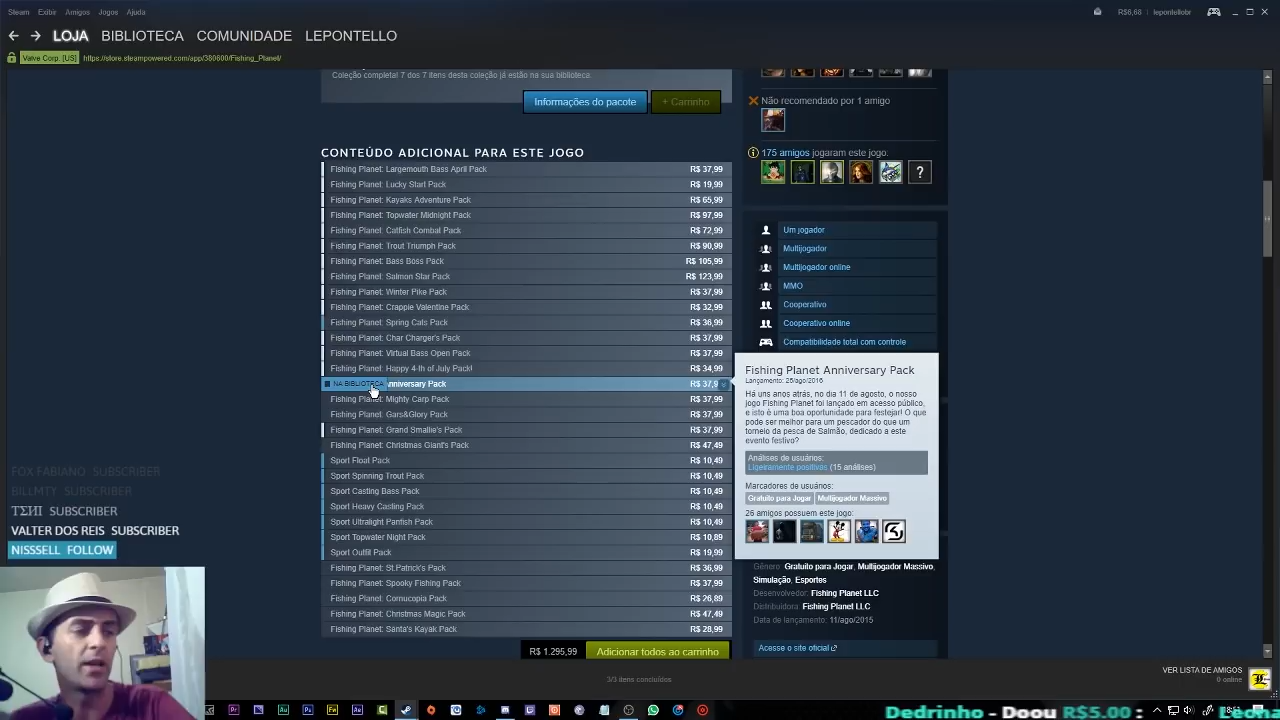 Steam Exibir Amigos Jogos Ajuda
R$6,68 lepontellobr
LOJA BIBLIOTECA COMUNIDADE LEPONTELLO
Valve Corp. [US] https://store.steampowered.com/app/380600/Fishing_Planet/
Coleção completa! 7 dos 7 itens desta coleção já estão na sua biblioteca.
Informações do pacote + Carrinho
CONTEÚDO ADICIONAL PARA ESTE JOGO
Fishing Planet: Largemouth Bass April Pack R$ 37,99
Fishing Planet: Lucky Start Pack R$ 19,99
Fishing Planet: Kayaks Adventure Pack R$ 65,99
Fishing Planet: Topwater Midnight Pack R$ 97,99
Fishing Planet: Catfish Combat Pack R$ 72,99
Fishing Planet: Trout Triumph Pack R$ 90,99
Fishing Planet: Bass Boss Pack R$ 105,99
Fishing Planet: Salmon Star Pack R$ 123,99
Fishing Planet: Winter Pike Pack R$ 37,99
Fishing Planet: Crappie Valentine Pack R$ 32,99
Fishing Planet: Spring Cats Pack R$ 36,99
Fishing Planet: Char Charger's Pack R$ 37,99
Fishing Planet: Virtual Bass Open Pack R$ 37,99
Fishing Planet: Happy 4-th of July Pack! R$ 34,99
NA BIBLIOTECA Anniversary Pack R$ 37,99
Fishing Planet: Mighty Carp Pack R$ 37,99
Fishing Planet: Gars&Glory Pack R$ 37,99
Fishing Planet: Grand Smallie's Pack R$ 37,99
Fishing Planet: Christmas Giant's Pack R$ 47,49
Sport Float Pack R$ 10,49
Sport Spinning Trout Pack R$ 10,49
Sport Casting Bass Pack R$ 10,49
Sport Heavy Casting Pack R$ 10,49
Sport Ultralight Panfish Pack R$ 10,49
Sport Topwater Night Pack R$ 10,89
Sport Outfit Pack R$ 19,99
Fishing Planet: St.Patrick's Pack R$ 36,99
Fishing Planet: Spooky Fishing Pack R$ 37,99
Fishing Planet: Cornucopia Pack R$ 26,89
Fishing Planet: Christmas Magic Pack R$ 47,49
Fishing Planet: Santa's Kayak Pack R$ 28,99
R$ 1.295,99 Adicionar todos ao carrinho
Não recomendado por 1 amigo
175 amigos jogaram este jogo:
?
Um jogador
Multijogador
Multijogador online
MMO
Cooperativo
Cooperativo online
Compatibilidade total com controle
Fishing Planet Anniversary Pack
Lançamento: 25/ago/2016
Há uns anos atrás, no dia 11 de agosto, o nosso
jogo Fishing Planet foi lançado em acesso público,
e isto é uma boa oportunidade para festejar! O que
pode ser melhor para um pescador do que um
torneio da pesca de Salmão, dedicado a este
evento festivo?
Análises de usuários:
Ligeiramente positivas (15 análises)
Marcadores de usuários:
Gratuito para Jogar Multijogador Massivo
26 amigos possuem este jogo:
Gênero: Gratuito para Jogar, Multijogador Massivo,
Simulação, Esportes
Desenvolvedor: Fishing Planet LLC
Distribuidora: Fishing Planet LLC
Data de lançamento: 11/ago/2015
Acesse o site oficial
FOX FABIANO SUBSCRIBER
BILLMTY SUBSCRIBER
SUBSCRIBER
VALTER DOS REIS SUBSCRIBER
NISSSELL FOLLOW
3/3 itens concluídos
VER LISTA DE AMIGOS
0 online
Pr Ps Au Ai Fw Ae
Dedrinho - Doou R$5.00 :